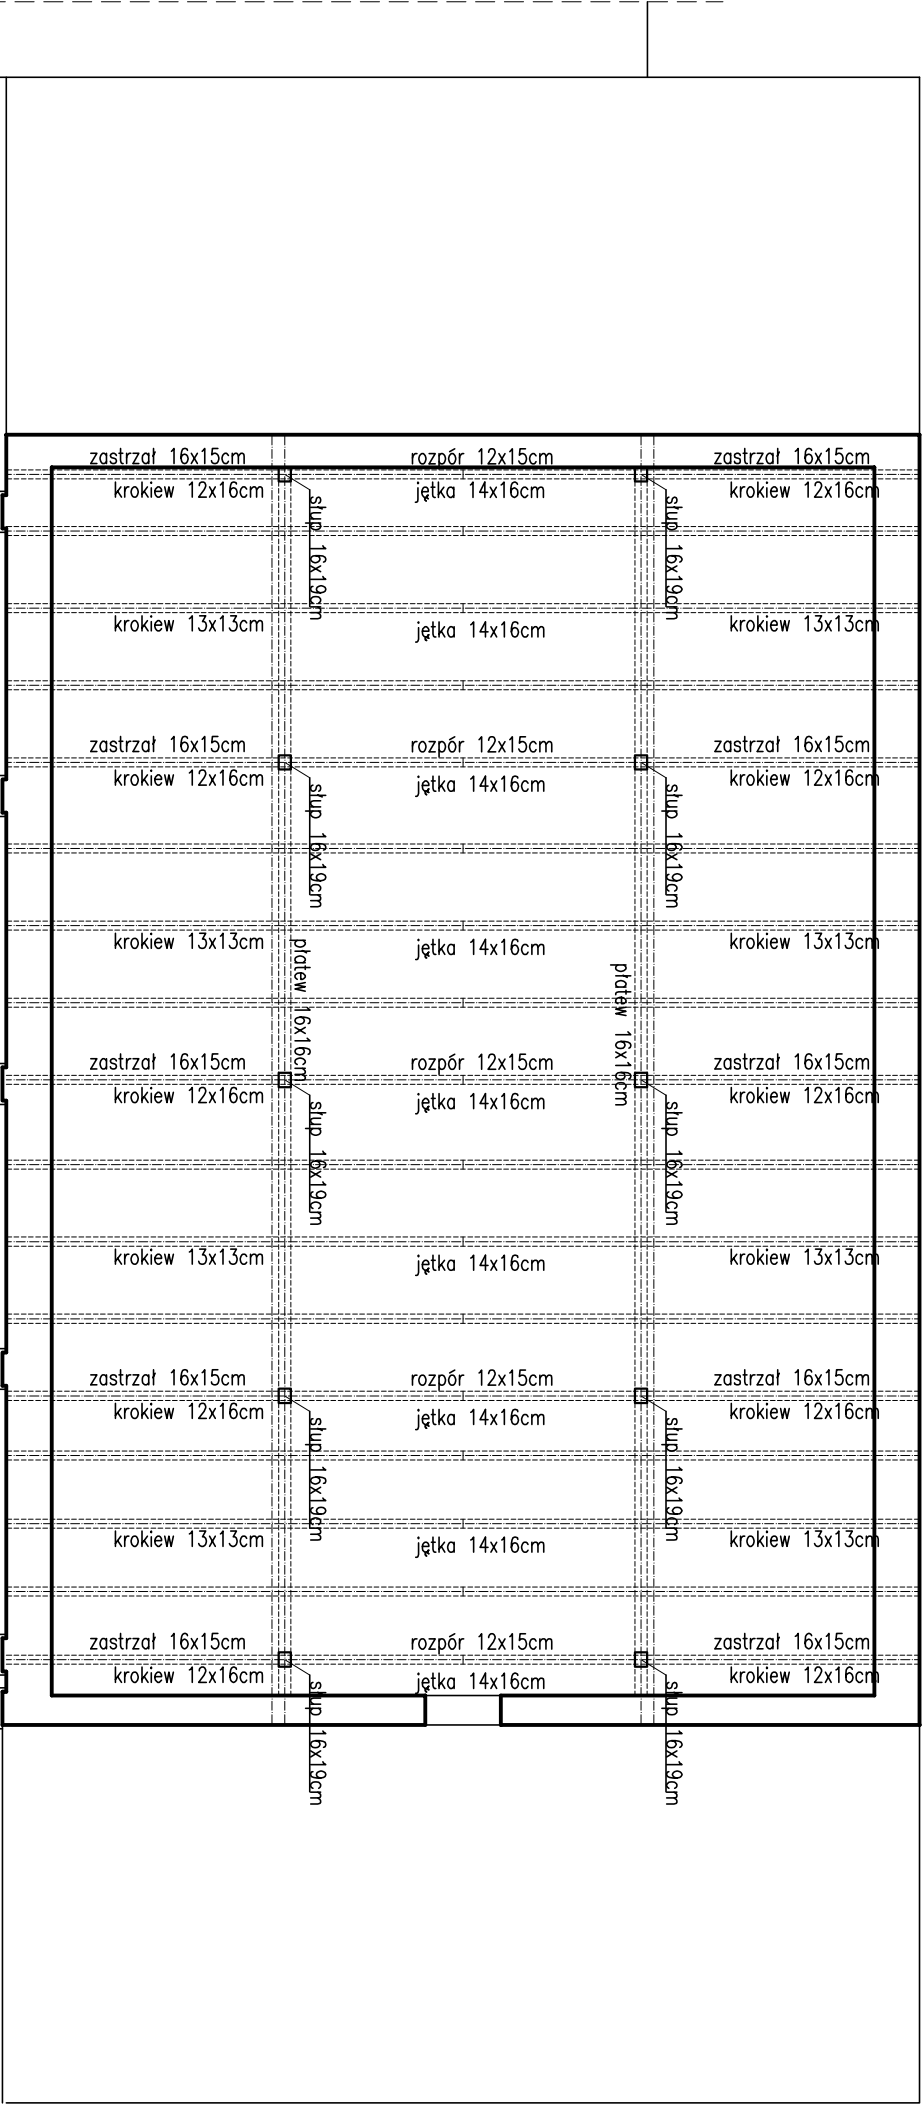 zastrzał 16x15cm
rozpór 12x15cm
zastrzał 16x15cm
krokiew 12x16cm
jętka 14x16cm
krokiew 12x16cm
słup 16x19cm
słup 16x19cm
krokiew 13x13cm
jętka 14x16cm
krokiew 13x13cm
zastrzał 16x15cm
rozpór 12x15cm
zastrzał 16x15cm
krokiew 12x16cm
jętka 14x16cm
krokiew 12x16cm
słup 16x19cm
słup 16x19cm
krokiew 13x13cm
jętka 14x16cm
krokiew 13x13cm
płatew 16x16cm
płatew 16x16cm
zastrzał 16x15cm
rozpór 12x15cm
zastrzał 16x15cm
krokiew 12x16cm
jętka 14x16cm
krokiew 12x16cm
słup 16x19cm
słup 16x19cm
krokiew 13x13cm
jętka 14x16cm
krokiew 13x13cm
zastrzał 16x15cm
rozpór 12x15cm
zastrzał 16x15cm
krokiew 12x16cm
jętka 14x16cm
krokiew 12x16cm
słup 16x19cm
słup 16x19cm
krokiew 13x13cm
jętka 14x16cm
krokiew 13x13cm
zastrzał 16x15cm
rozpór 12x15cm
zastrzał 16x15cm
krokiew 12x16cm
jętka 14x16cm
krokiew 12x16cm
słup 16x19cm
słup 16x19cm